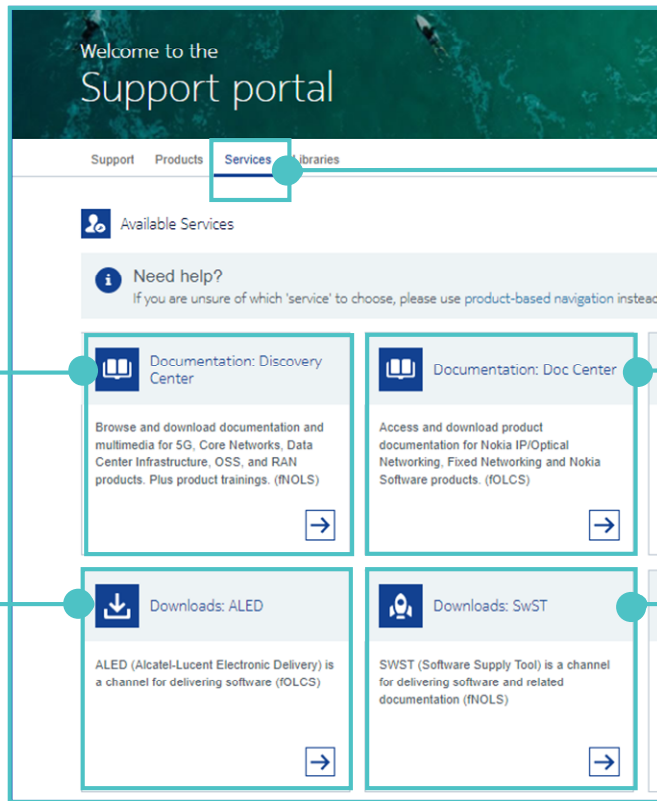 Welcome to the
Support portal
Support Products Services Libraries
Available Services
Need help?
If you are unsure of which 'service' to choose, please use product-based navigation instead
Documentation: Discovery
Center
Browse and download documentation and
multimedia for 5G, Core Networks, Data
Center Infrastructure, OSS, and RAN
products. Plus product trainings. (fNOLS)
Documentation: Doc Center
Access and download product
documentation for Nokia IP/Optical
Networking, Fixed Networking and Nokia
Software products. (fOLCS)
Downloads: ALED
ALED (Alcatel-Lucent Electronic Delivery) is
a channel for delivering software (fOLCS)
Downloads: SwST
SWST (Software Supply Tool) is a channel
for delivering software and related
documentation (fNOLS)